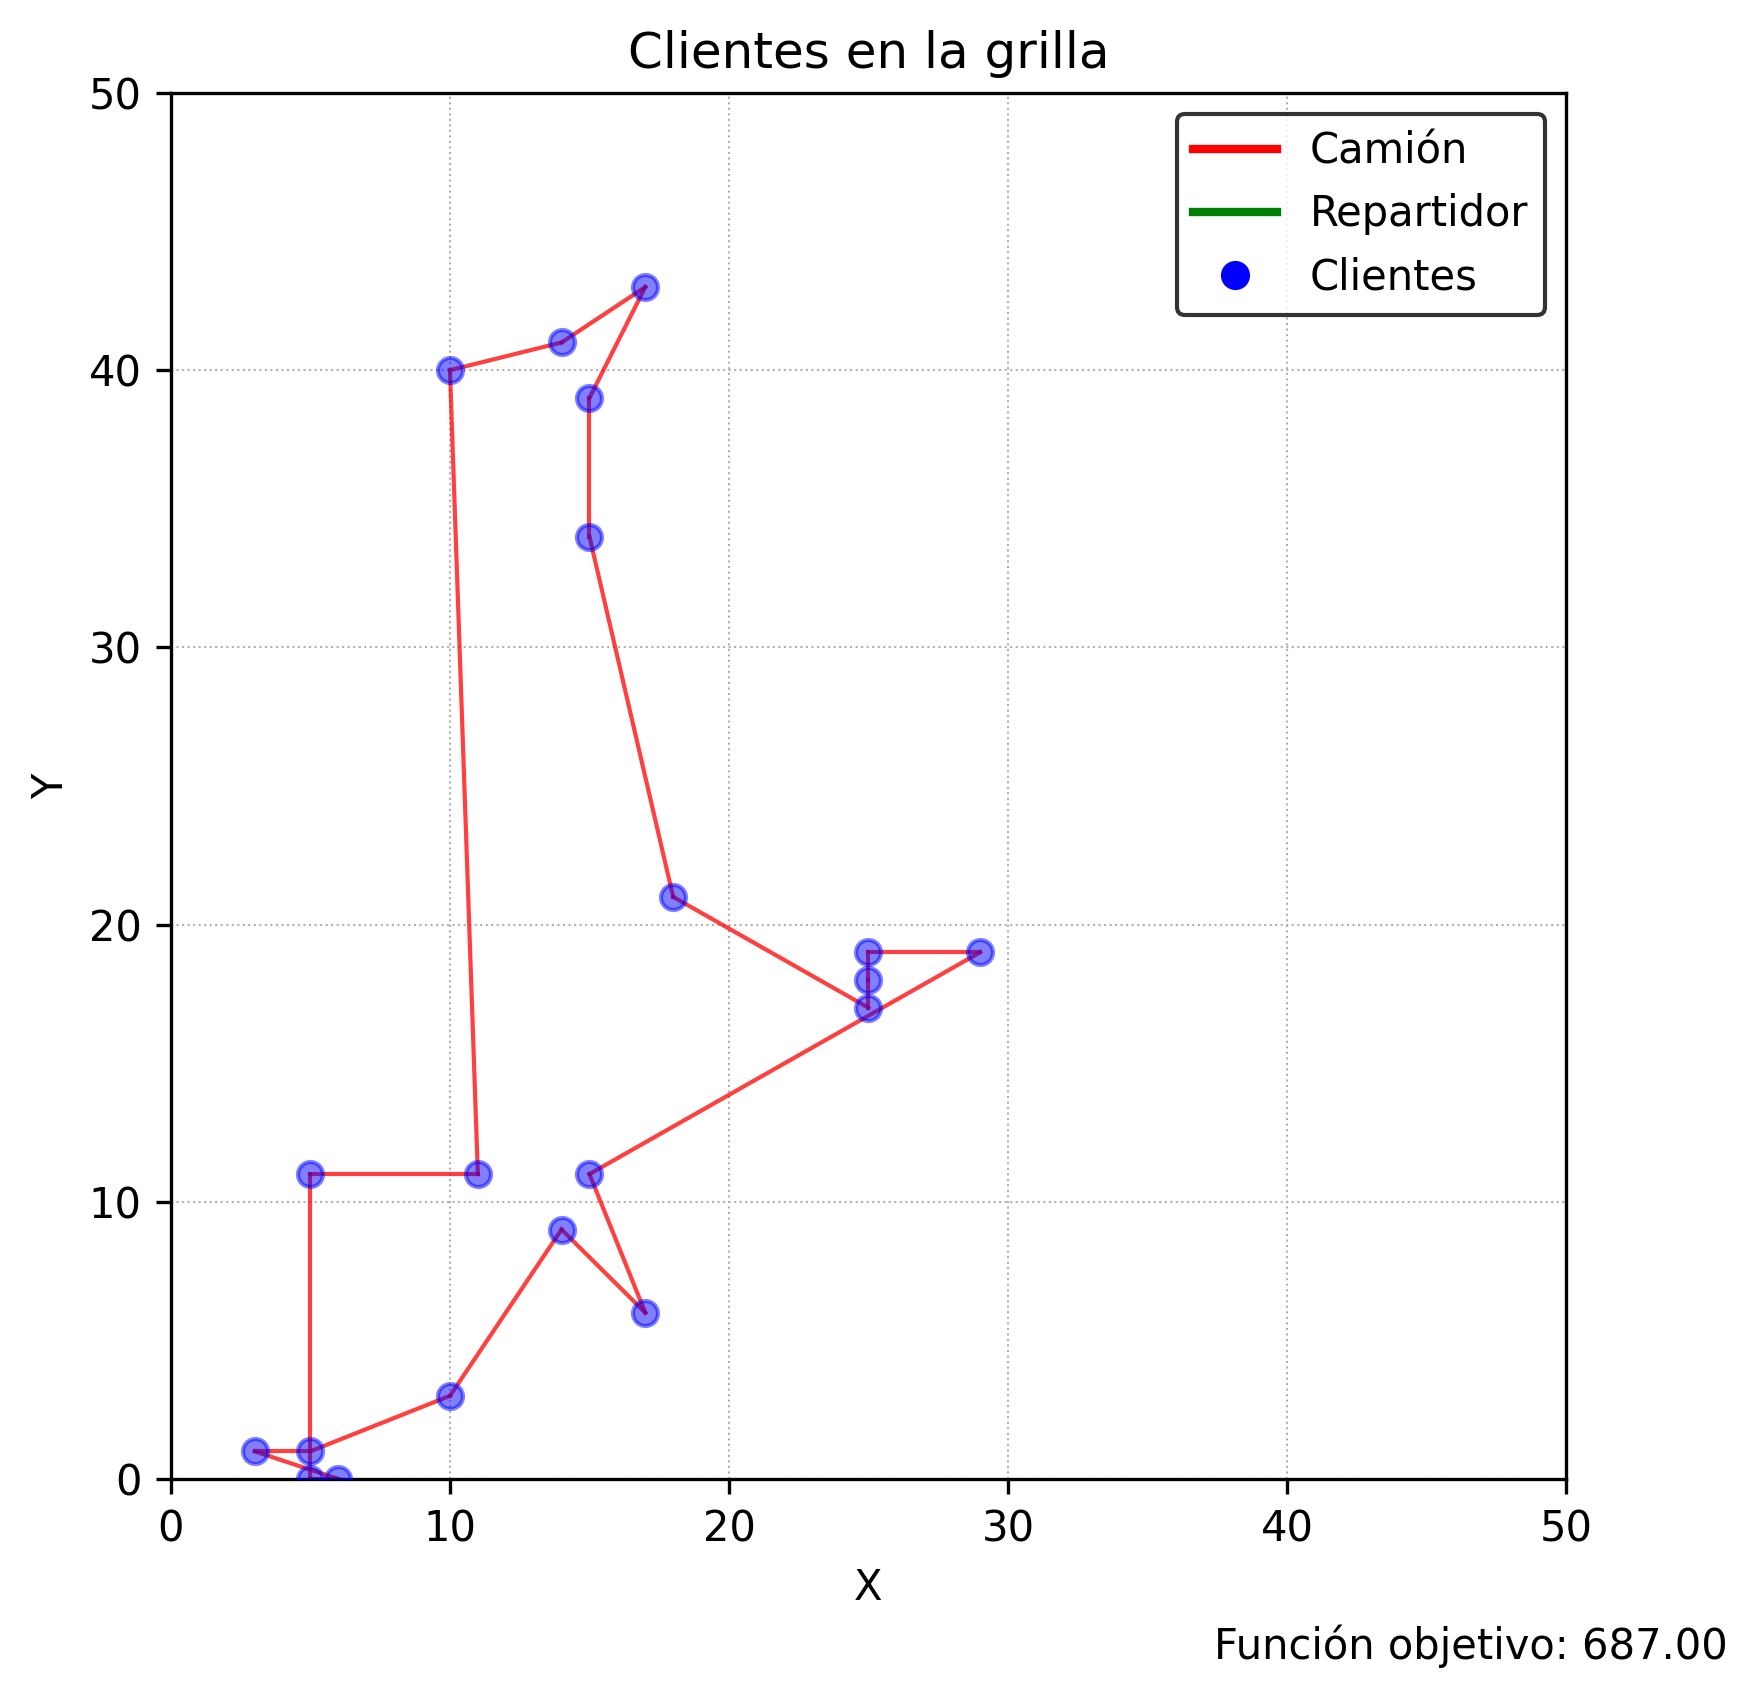 Clientes en la grilla
50
40
30
20
10
0
Y
Camión
Repartidor
Clientes
0 10 20 30 40 50
X
Función objetivo: 687.00